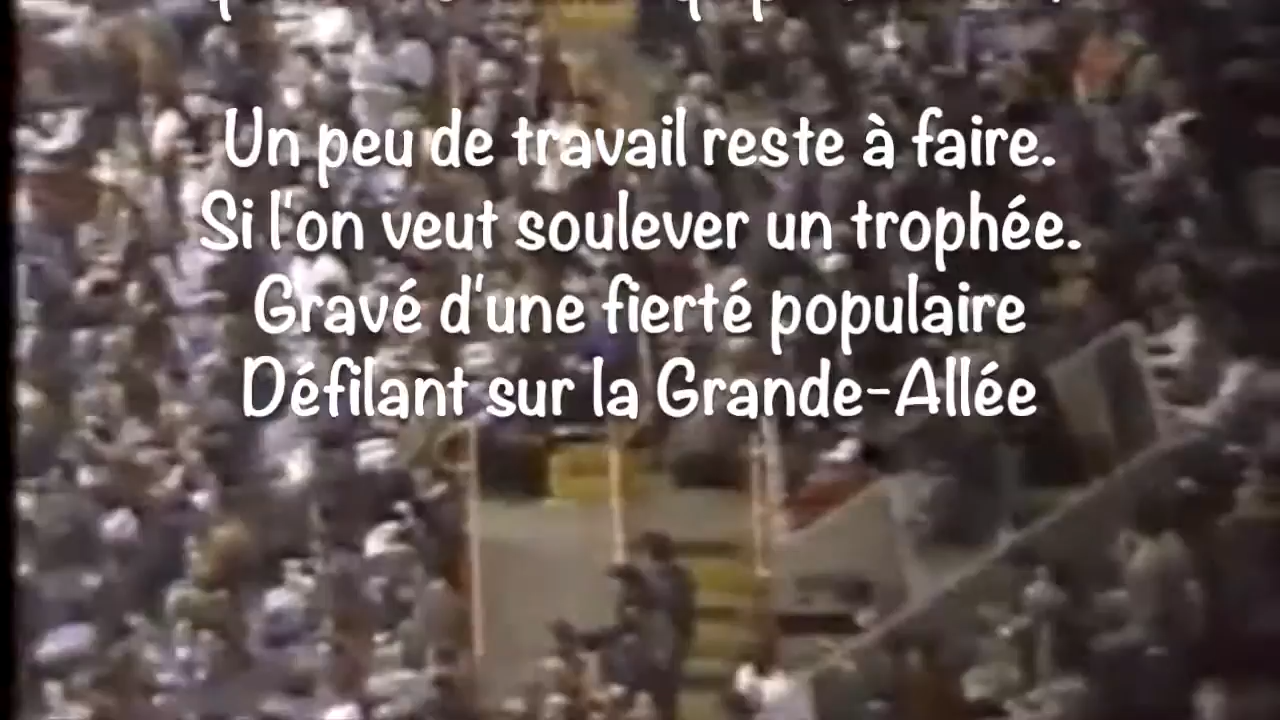 Un peu de travail reste à faire.
Si l'on veut soulever un trophée.
Gravé d'une fierté populaire
Défilant sur la Grande-Allée